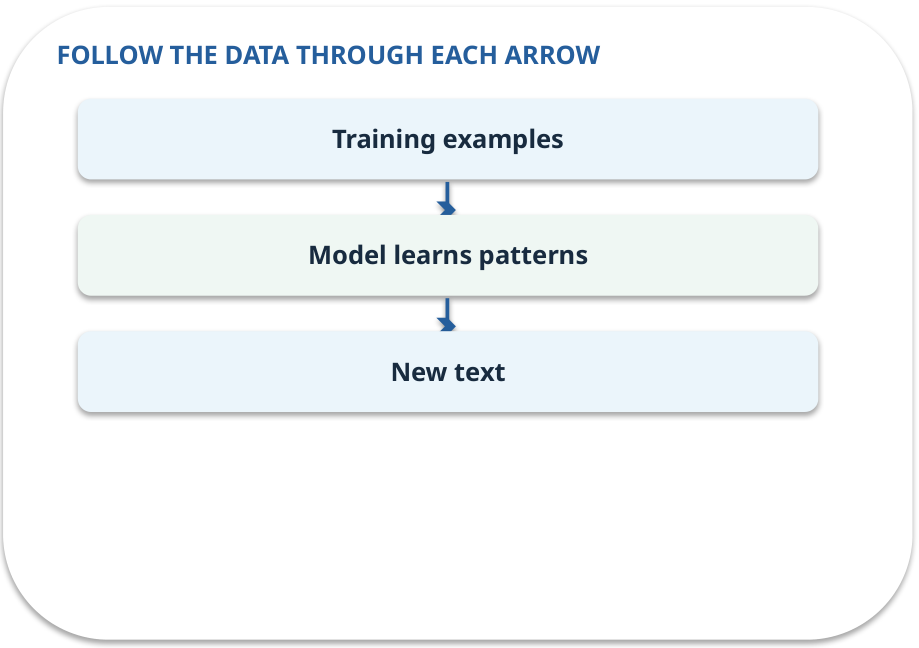 FOLLOW THE DATA THROUGH EACH ARROW
Training examples
Model learns patterns
New text